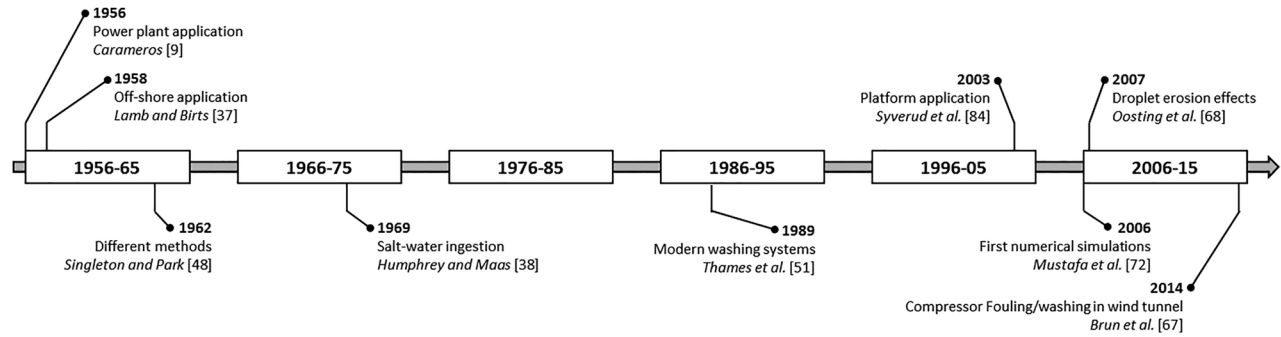 1956
Power plant application
Carameros [9]
1958
Off-shore application
Lamb and Birts [37]
2003
Platform application
Syverud et al. [84]
2007
Droplet erosion effects
Oosting et al. [68]
1956-65
1966-75
1976-85
1986-95
1996-05
2006-15
1962
Different methods
Singleton and Park [48]
1969
Salt-water ingestion
Humphrey and Maas [38]
1989
Modern washing systems
Thames et al. [51]
2006
First numerical simulations
Mustafa et al. [72]
2014
Compressor Fouling/washing in wind tunnel
Brun et al. [67]